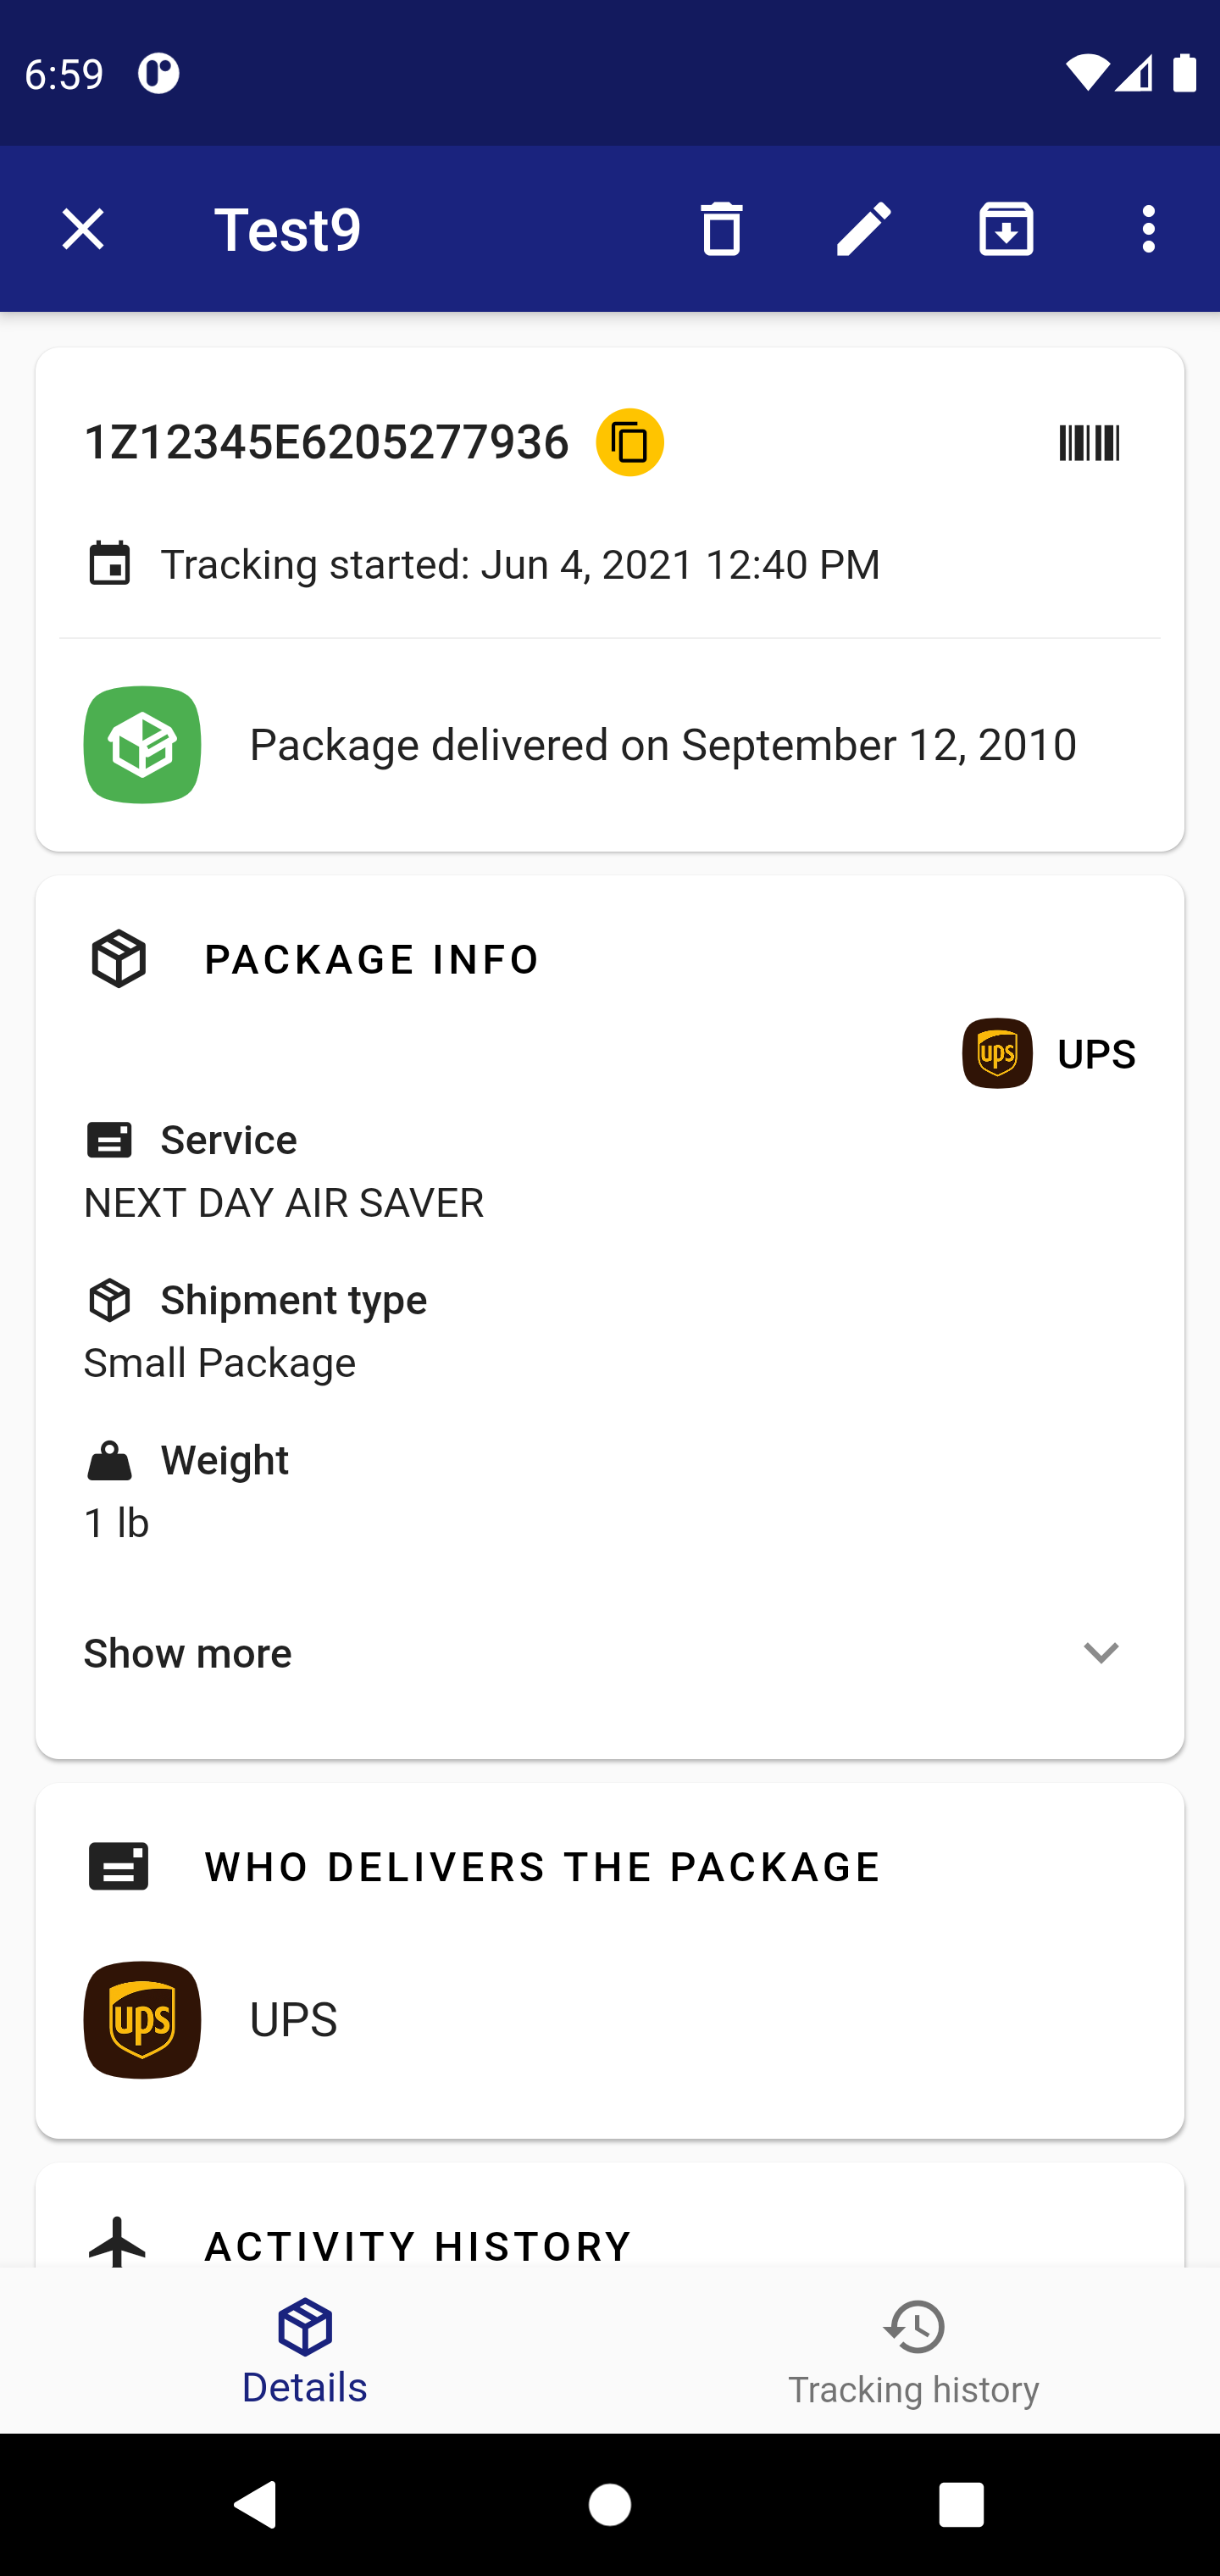 6:59
Test9
1Z12345E6205277936
Tracking started: Jun 4, 2021 12:40 PM
Package delivered on September 12, 2010
PACKAGE INFO
ups UPS
Service
NEXT DAY AIR SAVER
Shipment type
Small Package
Weight
1 lb
Show more
WHO DELIVERS THE PACKAGE
ups UPS
ACTIVITY HISTORY
Details
Tracking history